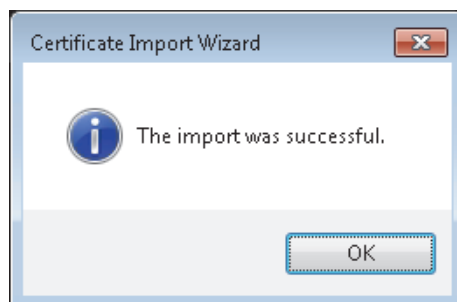 Certificate Import Wizard
The import was successful.
OK